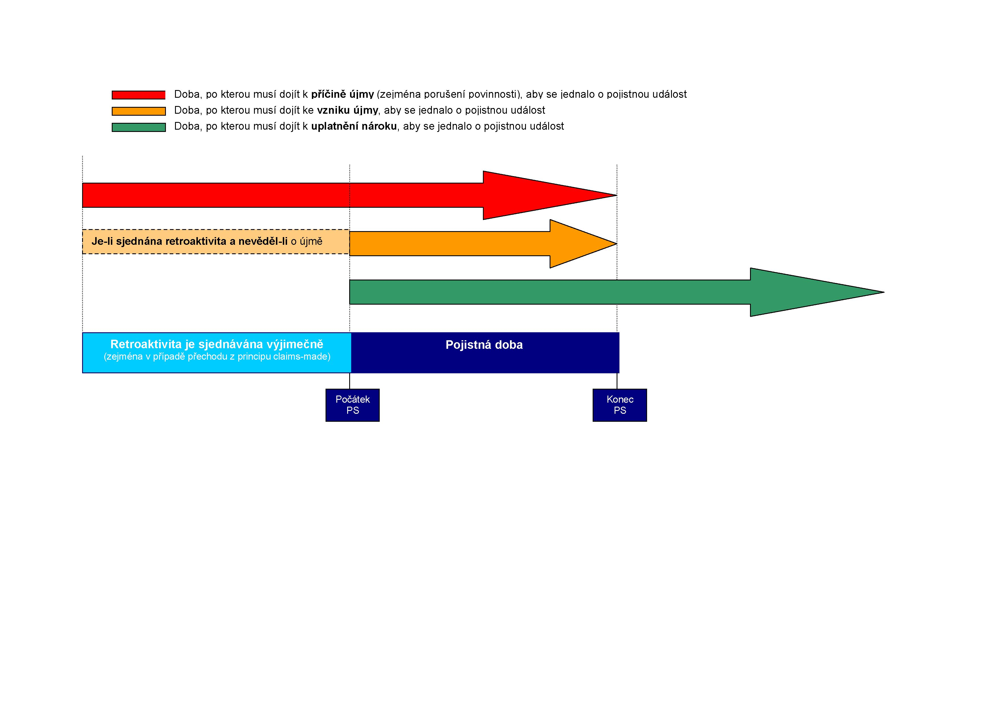 Doba, po kterou musí dojít k příčině újmy (zejména porušení povinnosti), aby se jednalo o pojistnou událost
Doba, po kterou musí dojít ke vzniku újmy, aby se jednalo o pojistnou událost
Doba, po kterou musí dojít k uplatnění nároku, aby se jednalo o pojistnou událost
Je-li sjednána retroaktivita a nevěděl-li o újmě
Retroaktivita je sjednávána výjimečně
(zejména v případě přechodu z principu claims-made)
Pojistná doba
Počátek
PS
Konec
PS